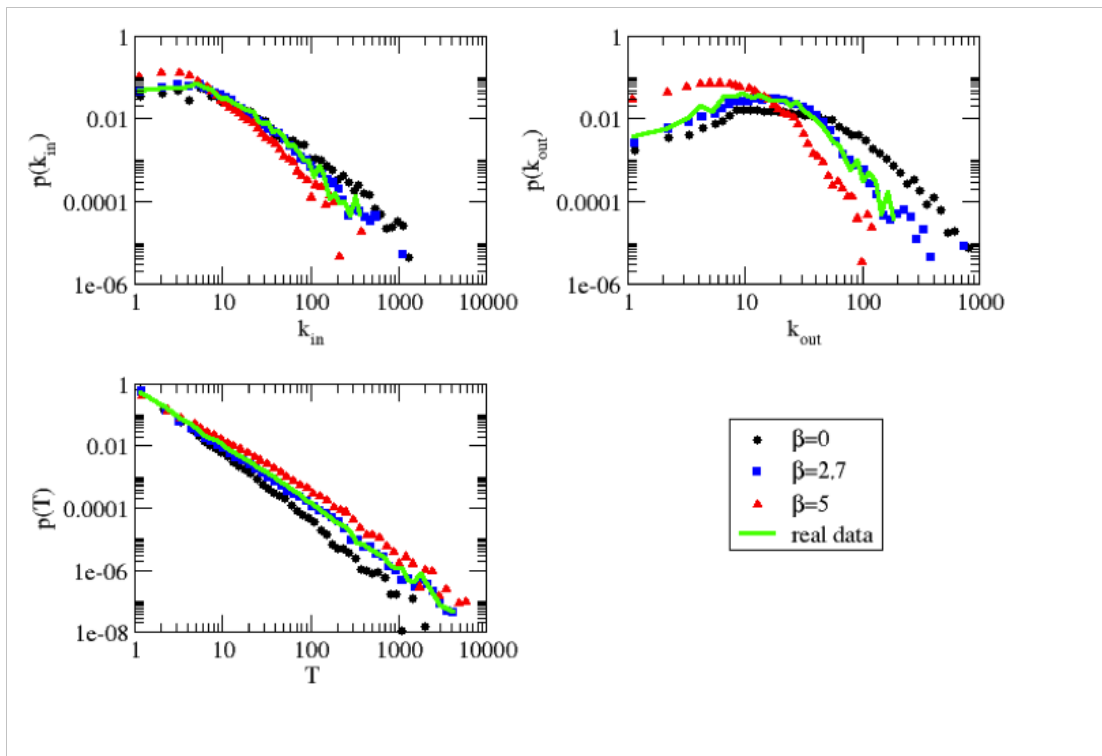 1
0.01
0.0001
1e-06
p(k_in)
1 10 100 1000 10000
k_in
1
0.01
0.0001
1e-06
p(k_out)
1 10 100 1000
k_out
1
0.01
0.0001
1e-06
1e-08
p(T)
1 10 100 1000 10000
T
β=0
β=2.7
β=5
real data